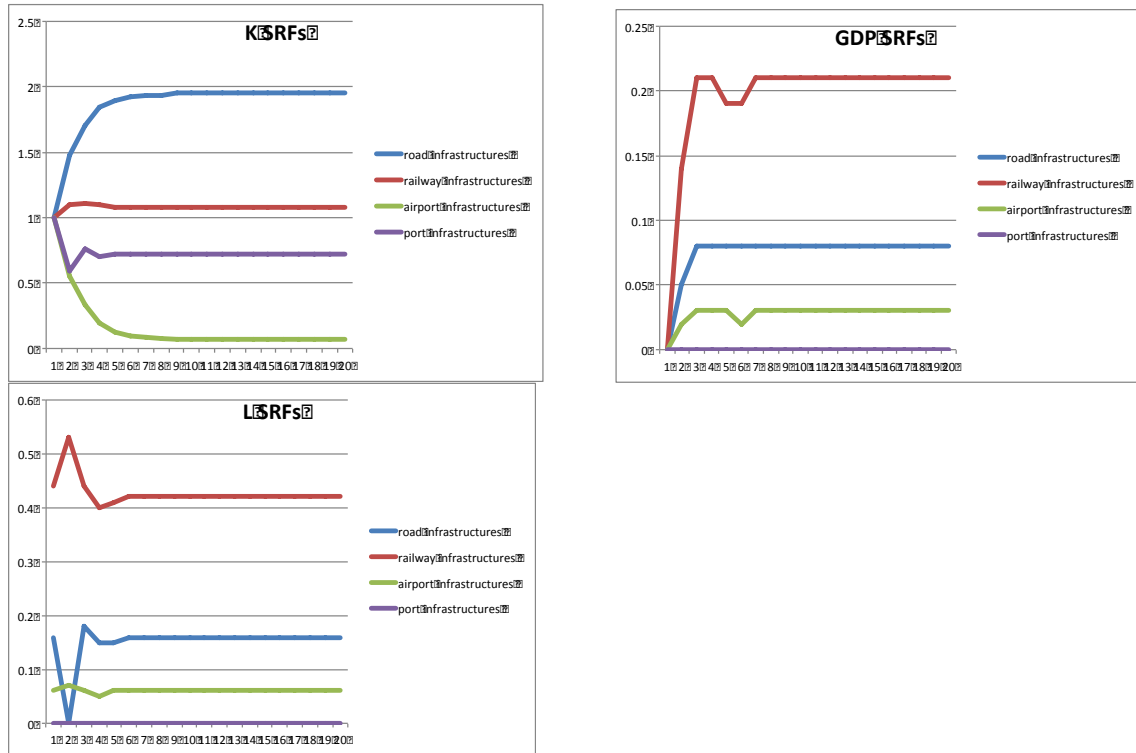 K SRFs
2.5
2
1.5
1
0.5
0
1 2 3 4 5 6 7 8 9 10 11 12 13 14 15 16 17 18 19 20
road infrastructures
railway infrastructures
airport infrastructures
port infrastructures
GDP SRFs
0.25
0.2
0.15
0.1
0.05
0
1 2 3 4 5 6 7 8 9 10 11 12 13 14 15 16 17 18 19 20
road infrastructures
railway infrastructures
airport infrastructures
port infrastructures
L SRFs
0.6
0.5
0.4
0.3
0.2
0.1
0
1 2 3 4 5 6 7 8 9 10 11 12 13 14 15 16 17 18 19 20
road infrastructures
railway infrastructures
airport infrastructures
port infrastructures